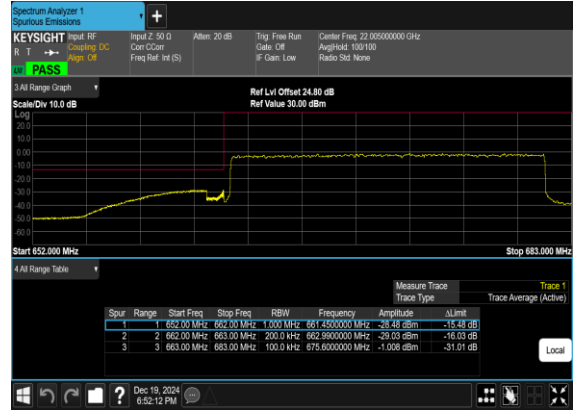 Spectrum Analyzer 1
Spurious Emissions
+
KEYSIGHT Input: RF Input Z: 50 Ω Atten: 20 dB Trig: Free Run Center Freq: 22.005000000 GHz
R T Coupling: DC Corr CCorr Gate: Off Avg|Hold: 100/100
Align: Off Freq Ref: Int (S) IF Gain: Low Radio Std: None
PASS
3 All Range Graph
Ref Lvl Offset 24.80 dB
Scale/Div 10.0 dB Ref Value 30.00 dBm
Log
20.0
10.0
0.00
-10.0
-20.0
-30.0
-40.0
-50.0
-60.0
Start 652.000 MHz Stop 683.000 MHz
4 All Range Table
Measure Trace Trace 1
Trace Type Trace Average (Active)
Spur Range Start Freq Stop Freq RBW Frequency Amplitude ΔLimit
1 1 652.00 MHz 662.00 MHz 1.000 MHz 661.4500000 MHz -28.48 dBm -15.48 dB
2 2 662.00 MHz 663.00 MHz 200.0 kHz 662.9900000 MHz -29.03 dBm -16.03 dB
3 3 663.00 MHz 683.00 MHz 100.0 kHz 675.6000000 MHz -1.008 dBm -31.01 dB
Local
? Dec 19, 2024
6:52:12 PM